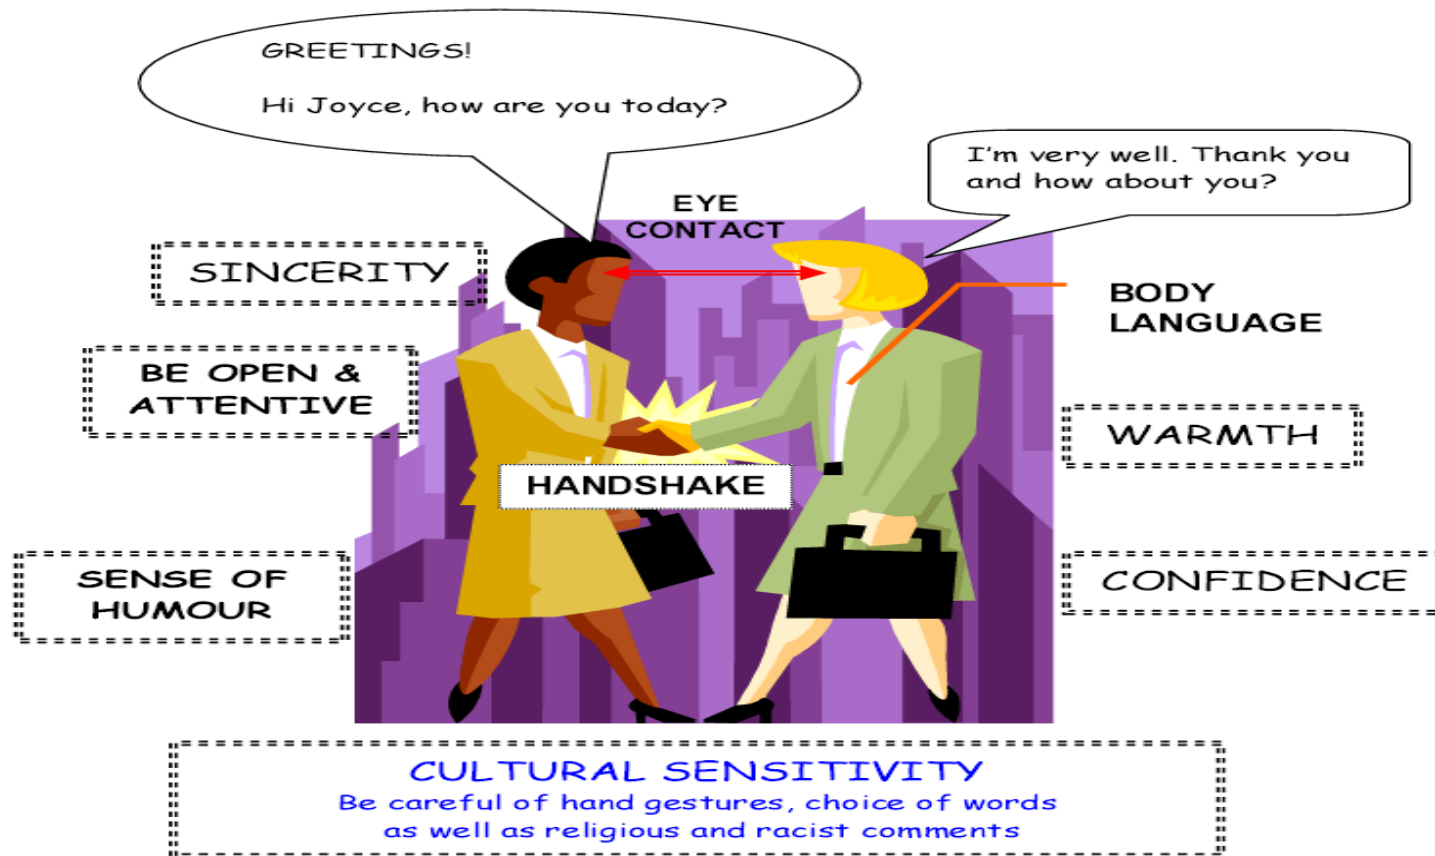 GREETINGS!
Hi Joyce, how are you today?
I'm very well. Thank you
and how about you?
EYE
CONTACT
SINCERITY
BODY
LANGUAGE
BE OPEN &
ATTENTIVE
WARMTH
HANDSHAKE
SENSE OF
HUMOUR
CONFIDENCE
CULTURAL SENSITIVITY
Be careful of hand gestures, choice of words
as well as religious and racist comments